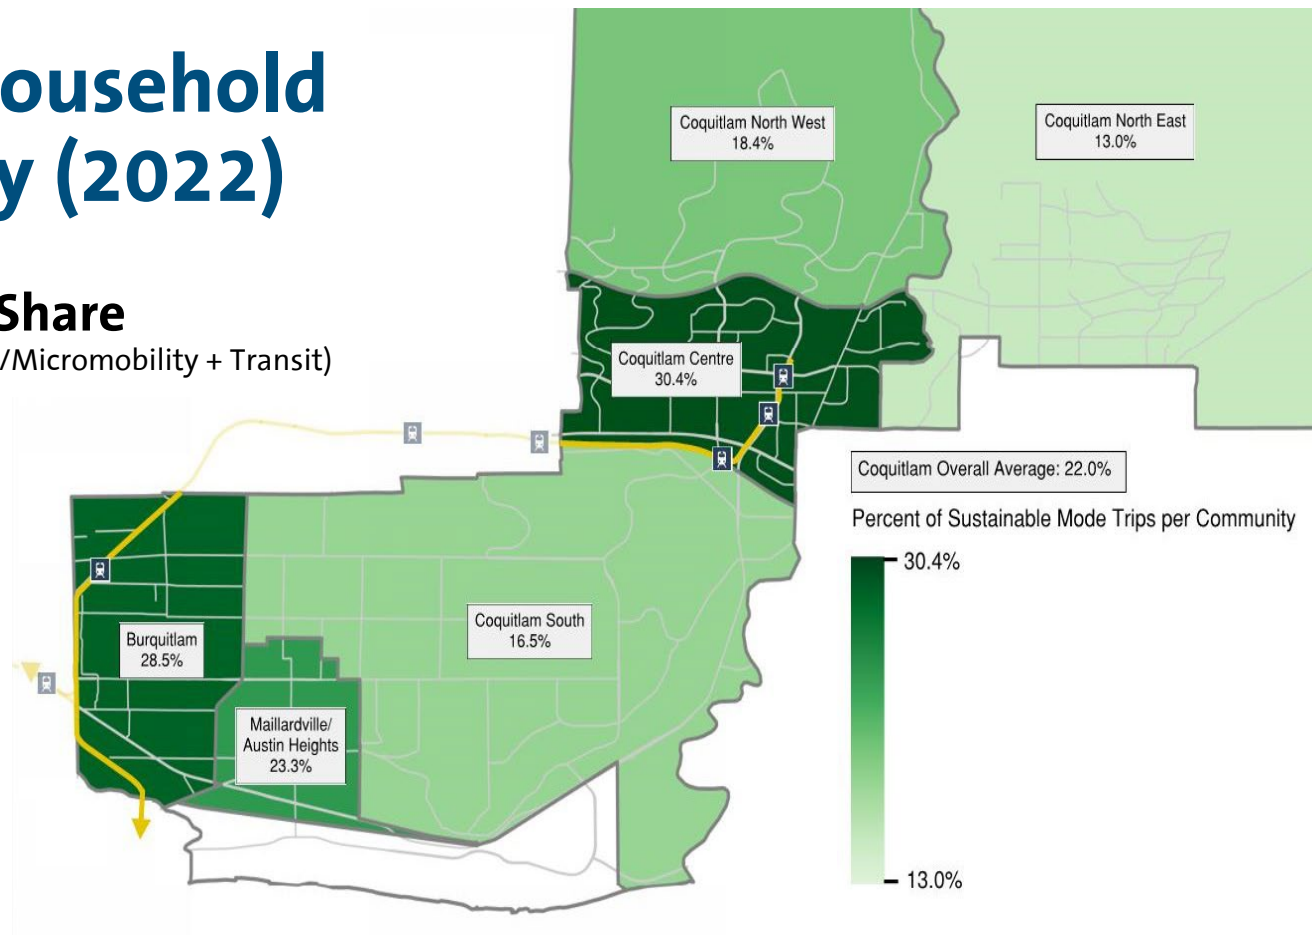 ousehold
y (2022)
Share
/Micromobility + Transit)
Coquitlam North West
18.4%
Coquitlam North East
13.0%
Coquitlam Centre
30.4%
Coquitlam Overall Average: 22.0%
Percent of Sustainable Mode Trips per Community
30.4%
13.0%
Coquitlam South
16.5%
Burquitlam
28.5%
Maillardville/
Austin Heights
23.3%